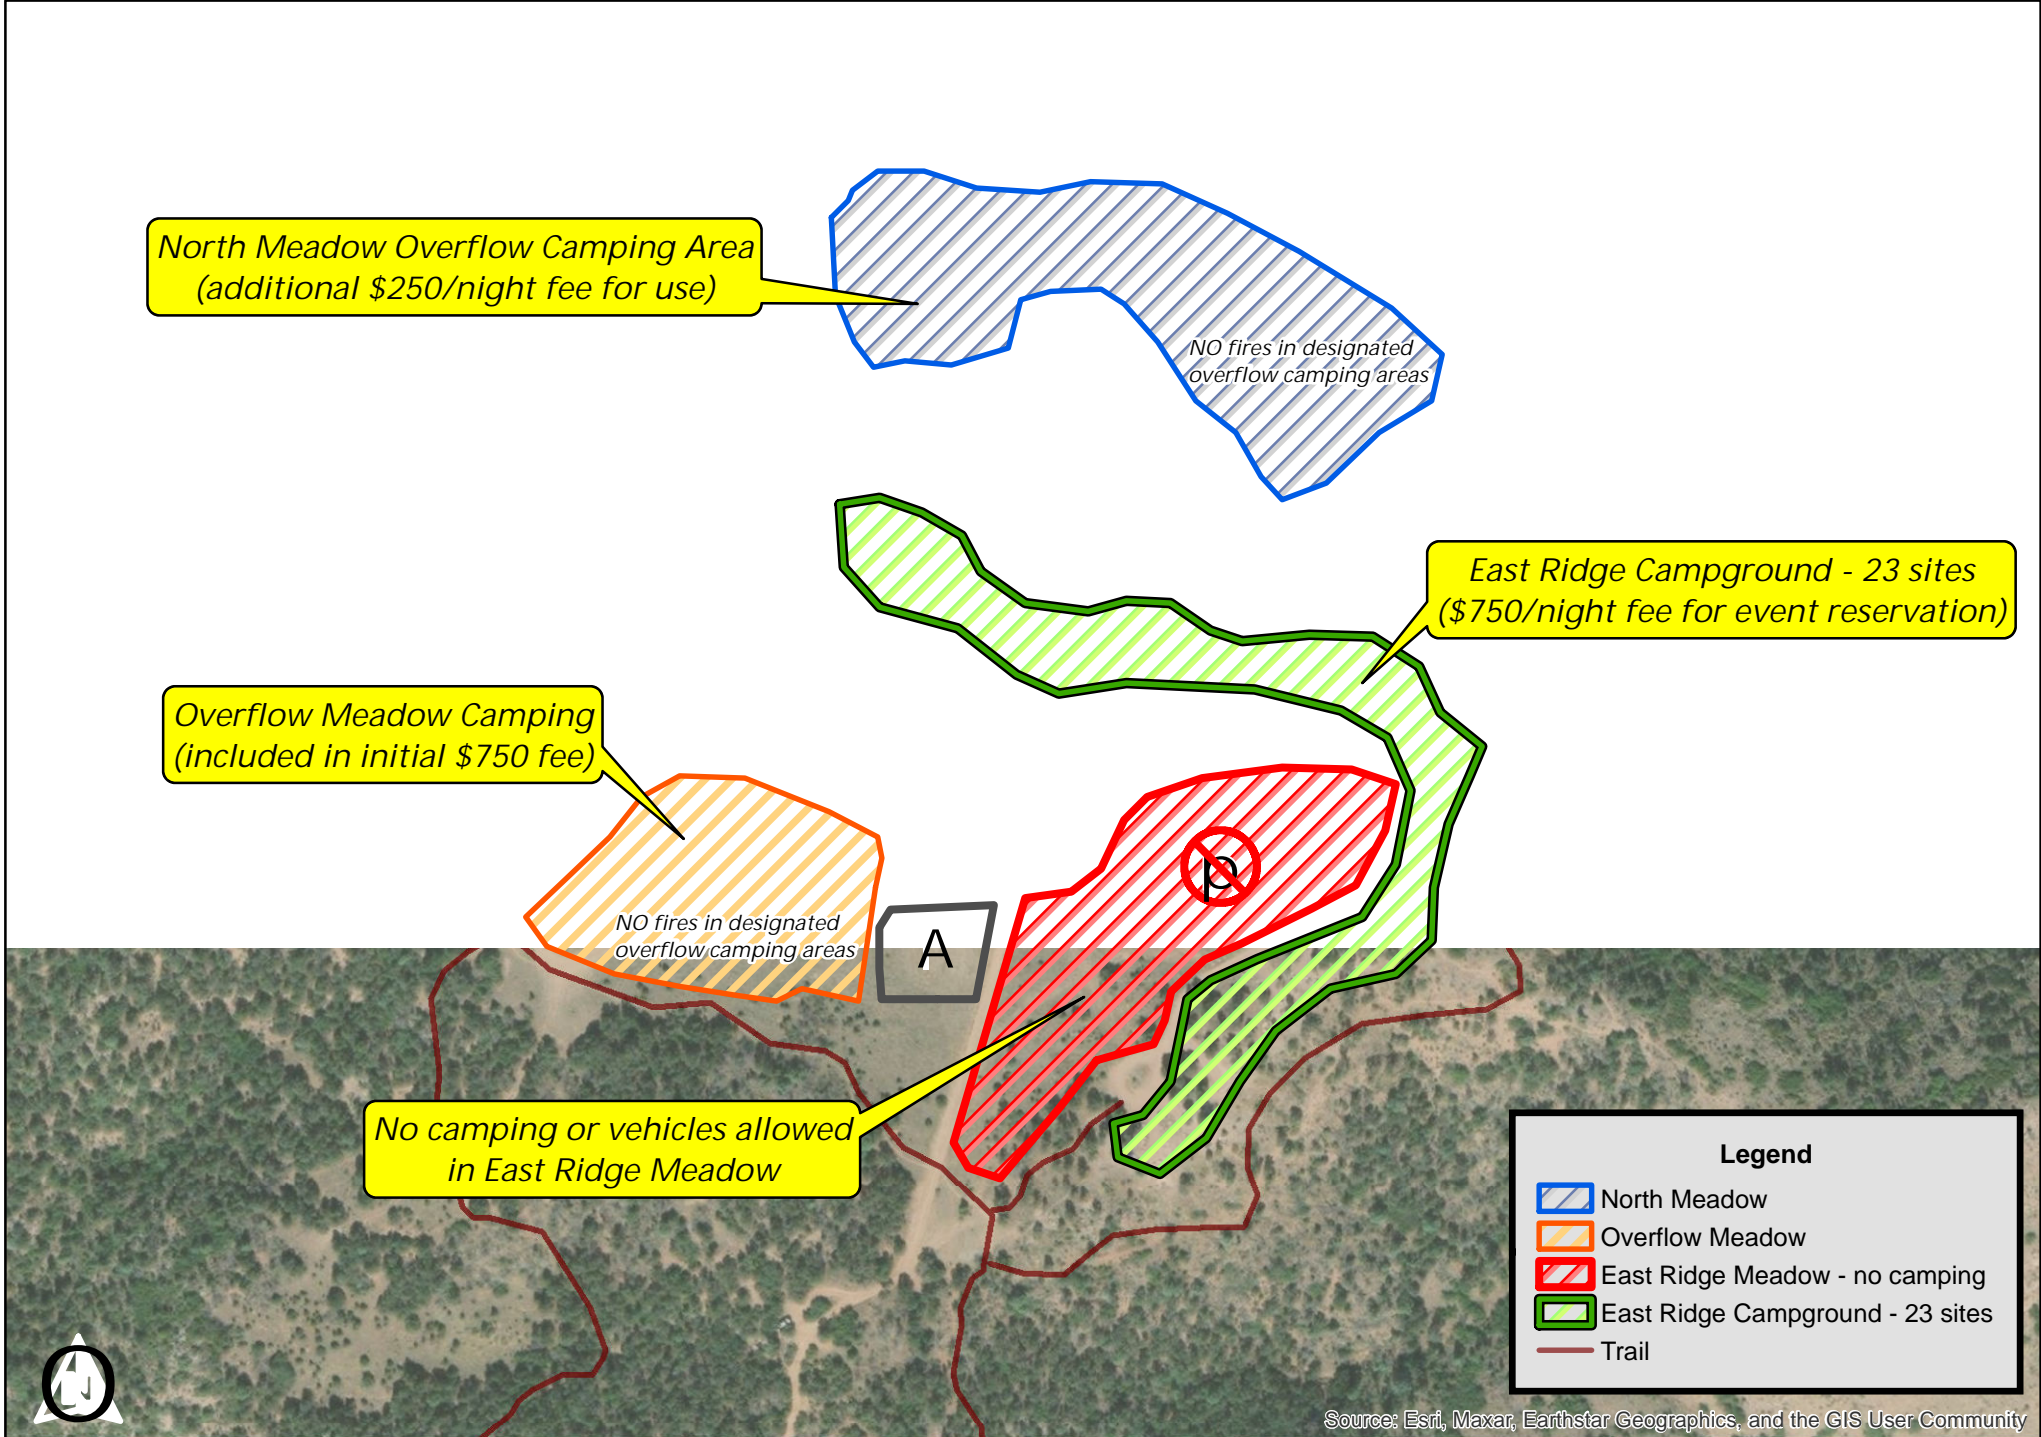 North Meadow Overflow Camping Area
(additional $250/night fee for use)
NO fires in designated
overflow camping areas
East Ridge Campground - 23 sites
($750/night fee for event reservation)
Overflow Meadow Camping
(included in initial $750 fee)
p
NO fires in designated
overflow camping areas
A
No camping or vehicles allowed
in East Ridge Meadow
Legend
North Meadow
Overflow Meadow
East Ridge Meadow - no camping
East Ridge Campground - 23 sites
Trail
O
Source: Esri, Maxar, Earthstar Geographics, and the GIS User Community